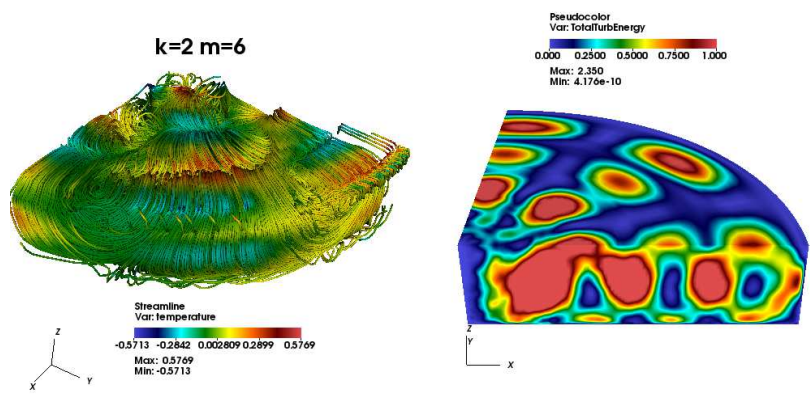 k=2 m=6
Streamline
Var: temperature
-0.5713 -0.2842 0.002809 0.2899 0.5769
Max: 0.5769
Min: -0.5713
Z
X
Y
Pseudocolor
Var: TotalTurbEnergy
0.000 0.2500 0.5000 0.7500 1.000
Max: 2.350
Min: 4.176e-10
Z
Y
X